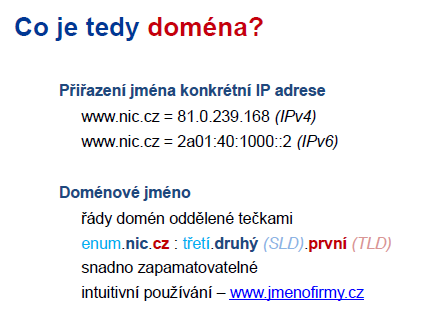 Co je tedy doména?
Přiřazení jména konkrétní IP adrese
www.nic.cz = 81.0.239.168 (IPv4)
www.nic.cz = 2a01:40:1000::2 (IPv6)
Doménové jméno
řády domén oddělené tečkami
enum.nic.cz : třetí.druhý (SLD).první (TLD)
snadno zapamatovatelné
intuitivní používání – www.jmenofirmy.cz